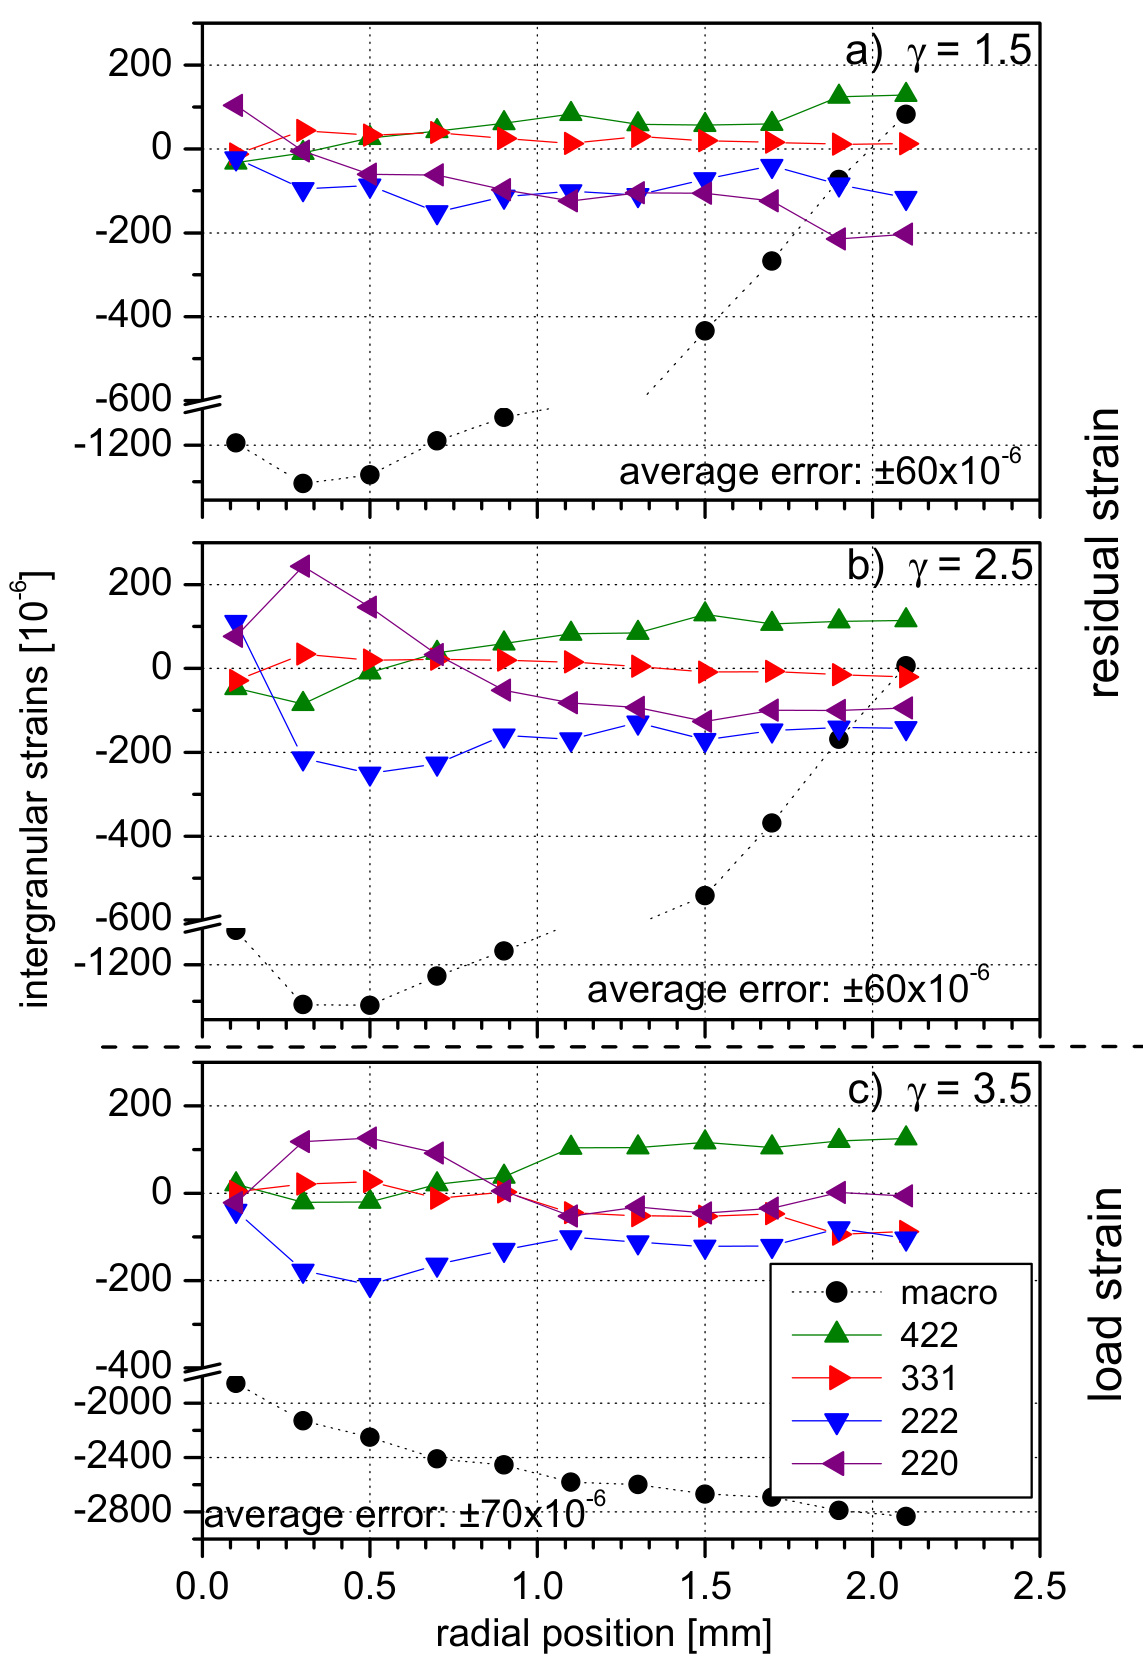 a) γ = 1.5
200
0
-200
-400
-600
-1200
average error: ±60x10⁻⁶
b) γ = 2.5
200
0
-200
-400
-600
-1200
average error: ±60x10⁻⁶
intergranular strains [10⁻⁶]
residual strain
c) γ = 3.5
200
0
-200
-400
-2000
-2400
-2800
average error: ±70x10⁻⁶
macro
422
331
222
220
load strain
0.0 0.5 1.0 1.5 2.0 2.5
radial position [mm]